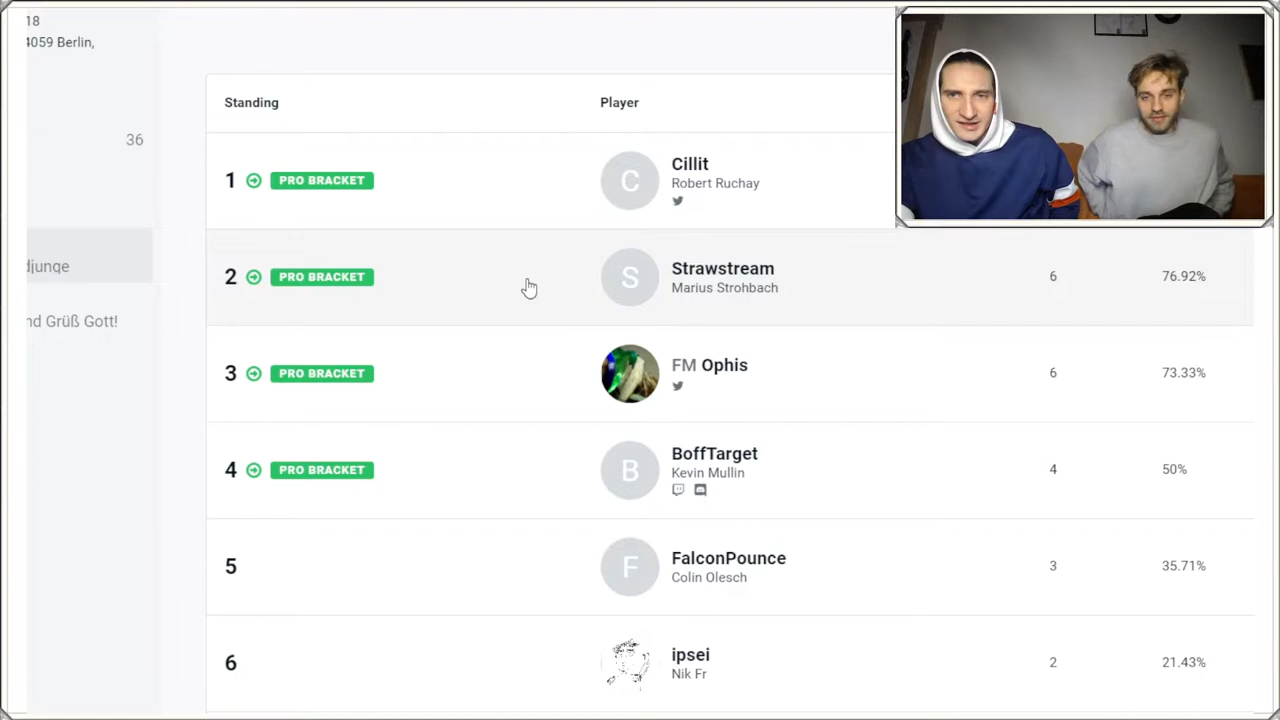 18
4059 Berlin,
36
djunge
nd Grüß Gott!
Standing Player
1 PRO BRACKET C Cillit
Robert Ruchay
2 PRO BRACKET S Strawstream 6 76.92%
Marius Strohbach
3 PRO BRACKET FM Ophis 6 73.33%
4 PRO BRACKET B BoffTarget 4 50%
Kevin Mullin
5 F FalconPounce 3 35.71%
Colin Olesch
6 ipsei 2 21.43%
Nik Fr